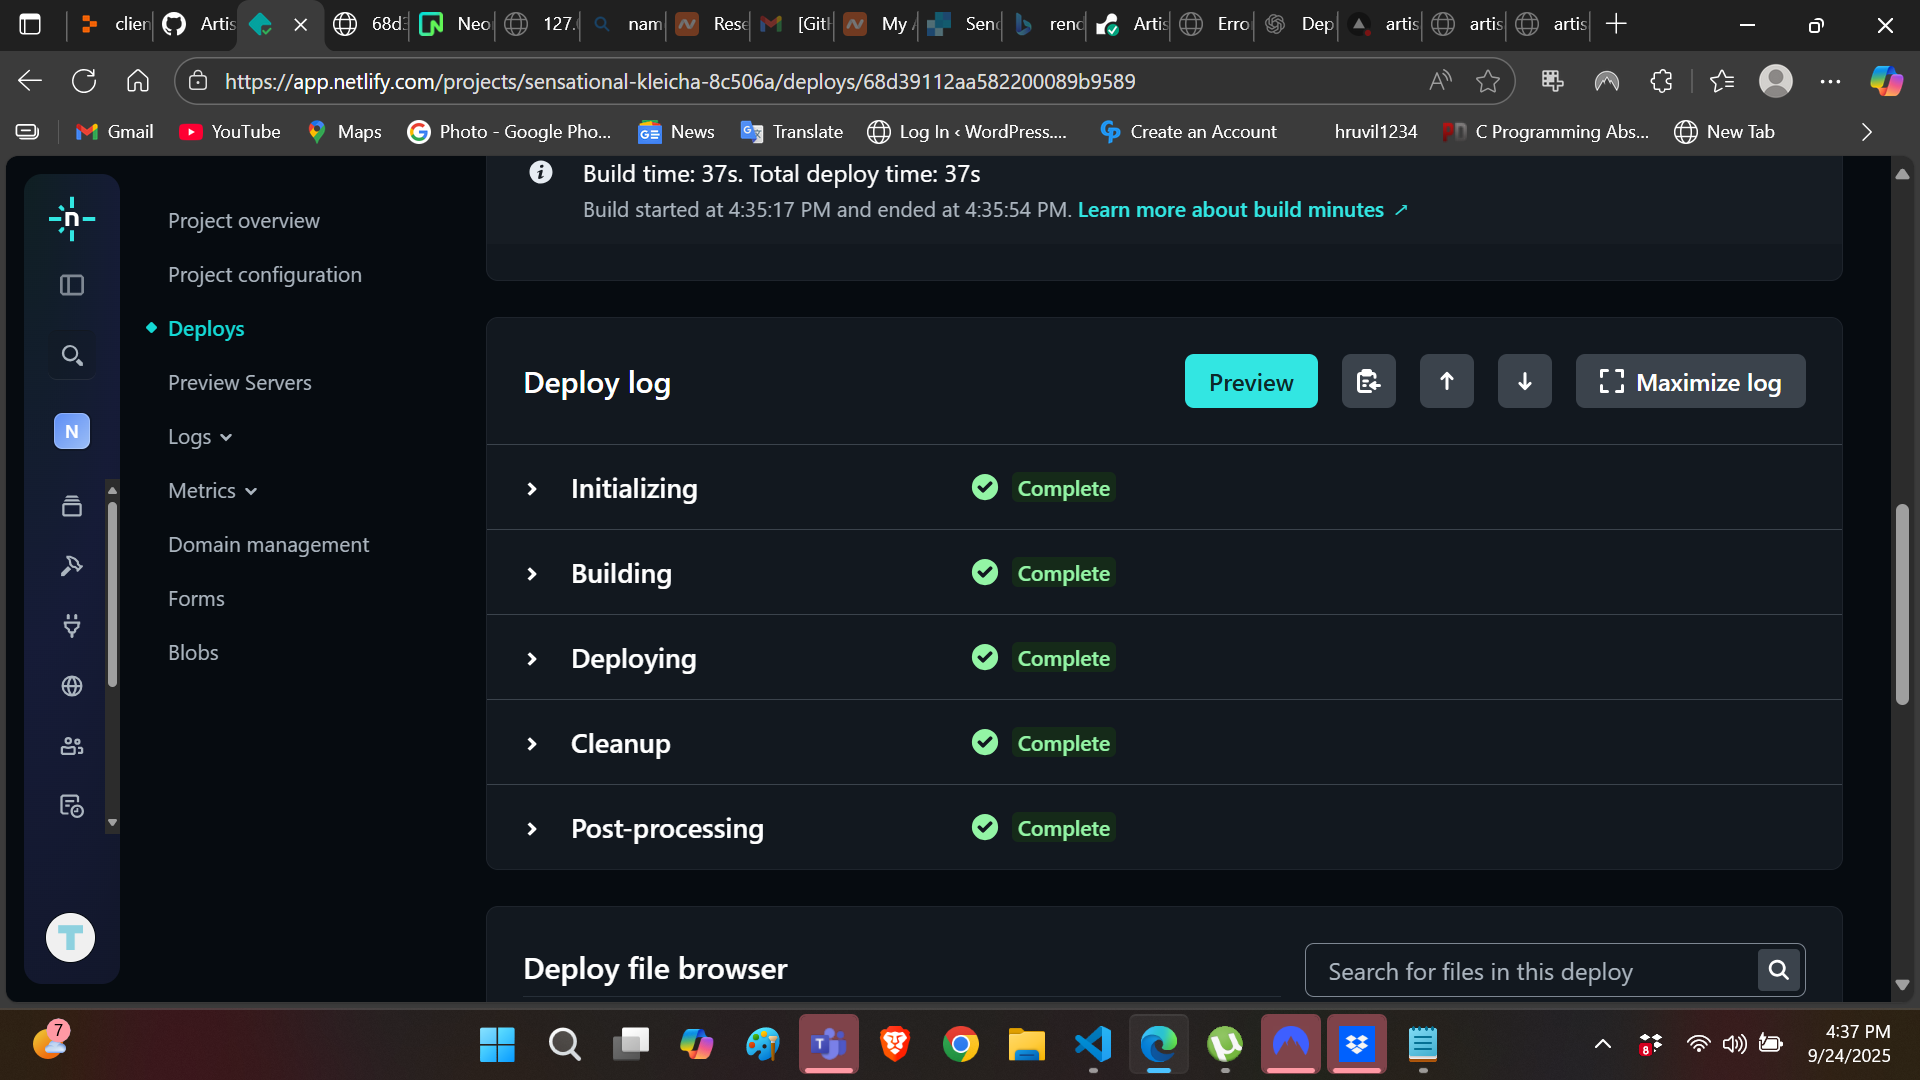 clien
Artis
68d3
Neo
127.
nam
Rese
[Gitl
My A
Send
rend
Artis
Erro
Dep
artis
artis
artis
https://app.netlify.com/projects/sensational-kleicha-8c506a/deploys/68d39112aa582200089b9589
Gmail
YouTube
Maps
Photo - Google Pho...
News
Translate
Log In ‹ WordPress....
Create an Account
hruvil1234
C Programming Abs...
New Tab
Project overview
Project configuration
Deploys
Preview Servers
Logs
Metrics
Domain management
Forms
Blobs
N
T
Build time: 37s. Total deploy time: 37s
Build started at 4:35:17 PM and ended at 4:35:54 PM. Learn more about build minutes ↗
Deploy log
Preview
Maximize log
Initializing Complete
Building Complete
Deploying Complete
Cleanup Complete
Post-processing Complete
Deploy file browser
Search for files in this deploy
7
8
4:37 PM
9/24/2025